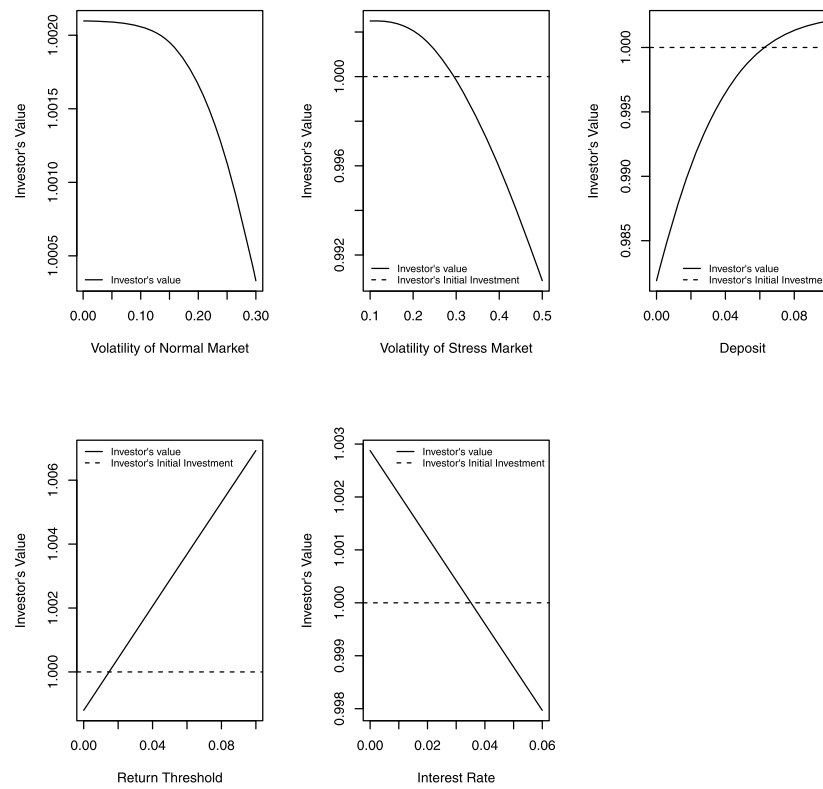 Investor's Value
1.0005 1.0010 1.0015 1.0020
Investor's value
0.00 0.10 0.20 0.30
Volatility of Normal Market
Investor's Value
0.992 0.996 1.000
Investor's value
Investor's Initial Investment
0.1 0.2 0.3 0.4 0.5
Volatility of Stress Market
Investor's Value
0.985 0.990 0.995 1.000
Investor's value
Investor's Initial Investme
0.00 0.04 0.08
Deposit
Investor's Value
1.000 1.002 1.004 1.006
Investor's value
Investor's Initial Investment
0.00 0.04 0.08
Return Threshold
Investor's Value
0.998 0.999 1.000 1.001 1.002 1.003
Investor's value
Investor's Initial Investment
0.00 0.02 0.04 0.06
Interest Rate